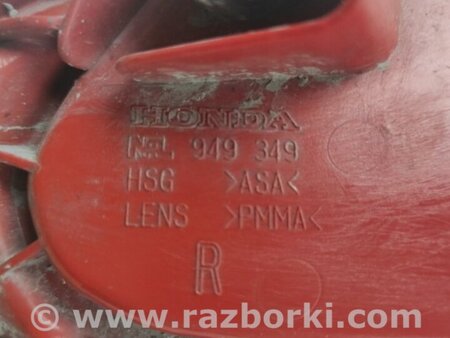 HONDA
No. 949 349
HSG >ASA<
LENS >PMMA<
R
www.razborki.com